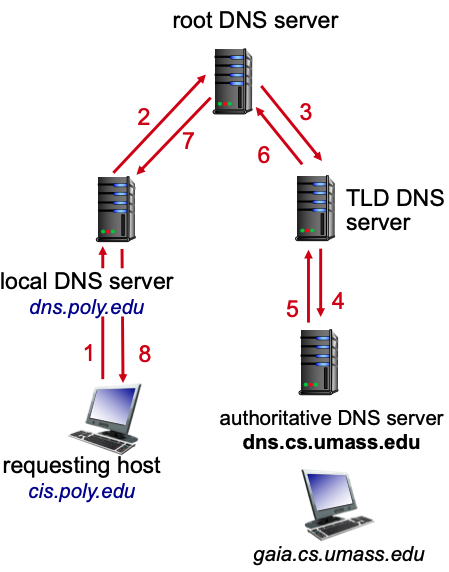 root DNS server
2
3
7
6
TLD DNS
server
local DNS server
dns.poly.edu
5
4
1
8
authoritative DNS server
dns.cs.umass.edu
requesting host
cis.poly.edu
gaia.cs.umass.edu